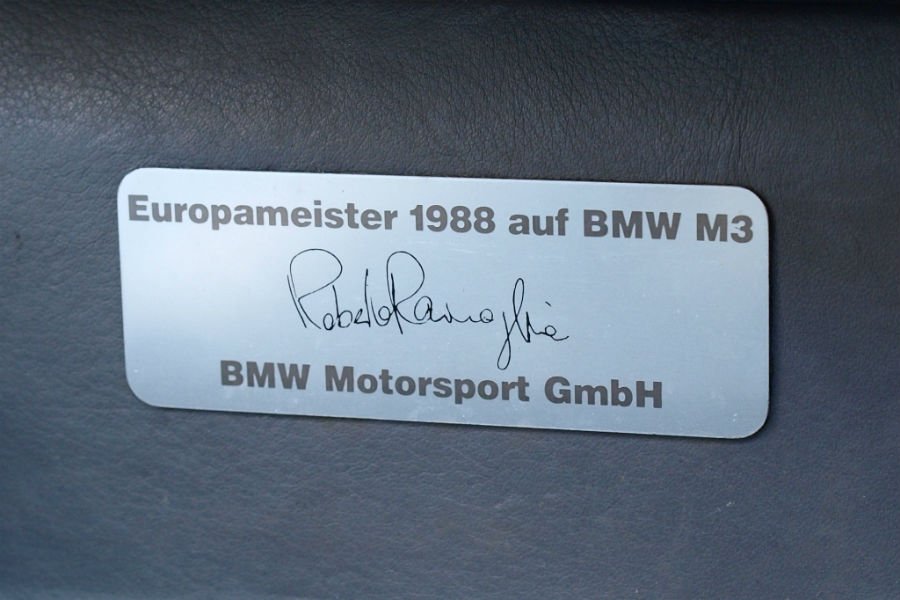 Europameister 1988 auf BMW M3
Roberto Ravaglia
BMW Motorsport GmbH